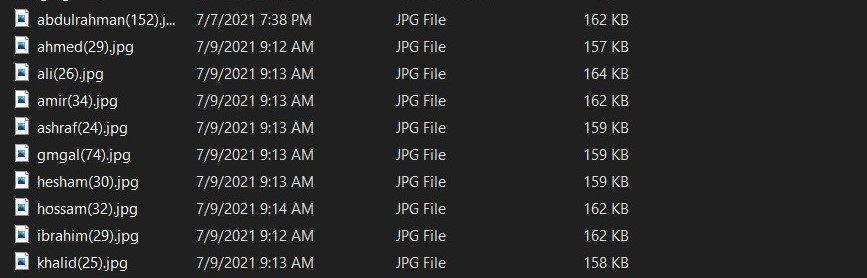 abdulrahman(152).j... 7/7/2021 7:38 PM JPG File 162 KB
ahmed(29).jpg 7/9/2021 9:12 AM JPG File 157 KB
ali(26).jpg 7/9/2021 9:13 AM JPG File 164 KB
amir(34).jpg 7/9/2021 9:13 AM JPG File 162 KB
ashraf(24).jpg 7/9/2021 9:13 AM JPG File 159 KB
gmgal(74).jpg 7/9/2021 9:13 AM JPG File 159 KB
hesham(30).jpg 7/9/2021 9:13 AM JPG File 159 KB
hossam(32).jpg 7/9/2021 9:14 AM JPG File 162 KB
ibrahim(29).jpg 7/9/2021 9:12 AM JPG File 162 KB
khalid(25).jpg 7/9/2021 9:13 AM JPG File 158 KB